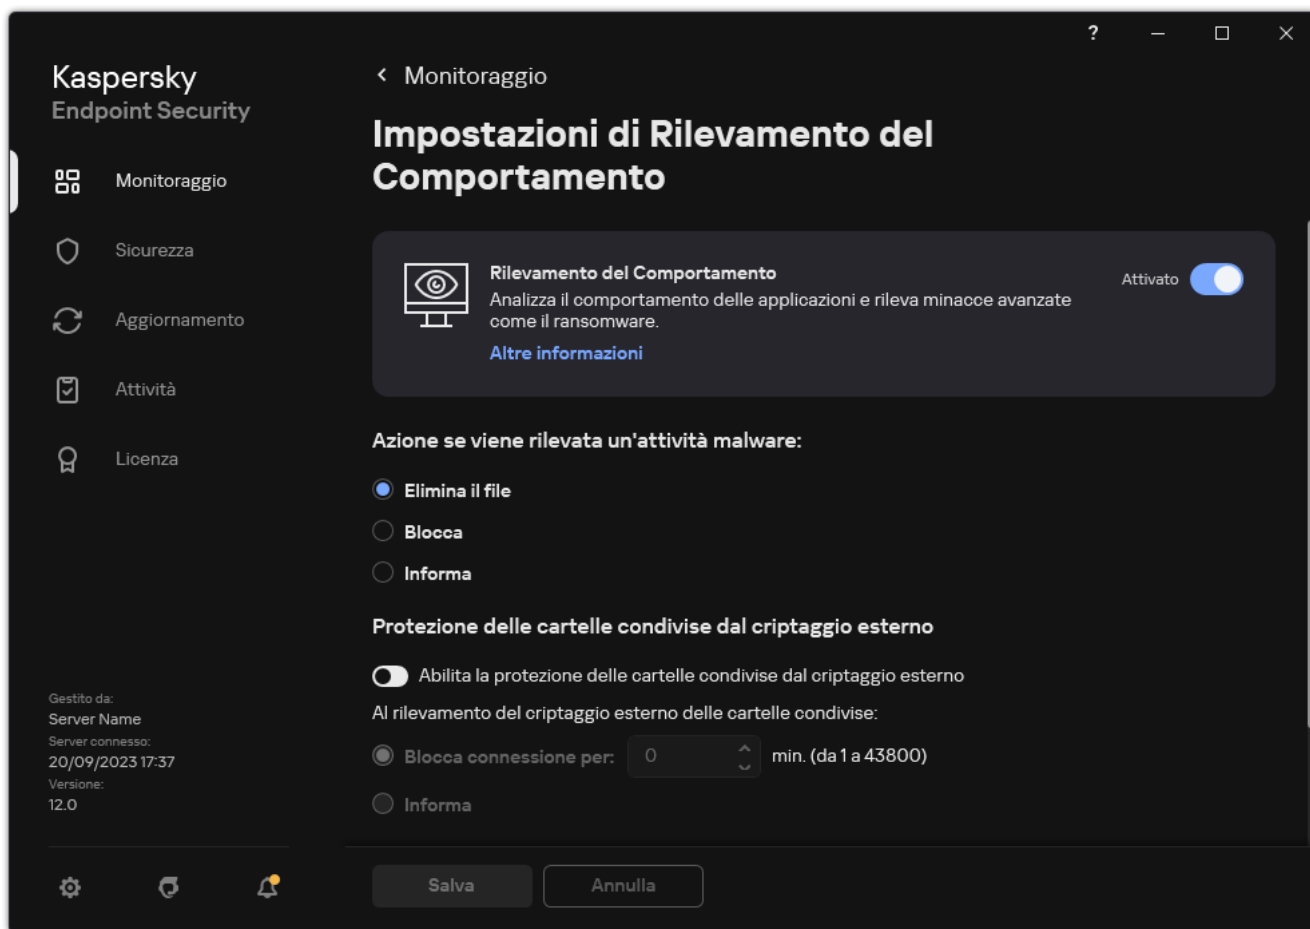 ?
Kaspersky
Endpoint Security
Monitoraggio
Sicurezza
Aggiornamento
Attività
Licenza
Gestito da:
Server Name
Server connesso:
20/09/2023 17:37
Versione:
12.0
Monitoraggio
Impostazioni di Rilevamento del
Comportamento
Rilevamento del Comportamento
Analizza il comportamento delle applicazioni e rileva minacce avanzate
come il ransomware.
Altre informazioni
Attivato
Azione se viene rilevata un'attività malware:
Elimina il file
Blocca
Informa
Protezione delle cartelle condivise dal criptaggio esterno
Abilita la protezione delle cartelle condivise dal criptaggio esterno
Al rilevamento del criptaggio esterno delle cartelle condivise:
Blocca connessione per: 0 min. (da 1 a 43800)
Informa
Salva Annulla